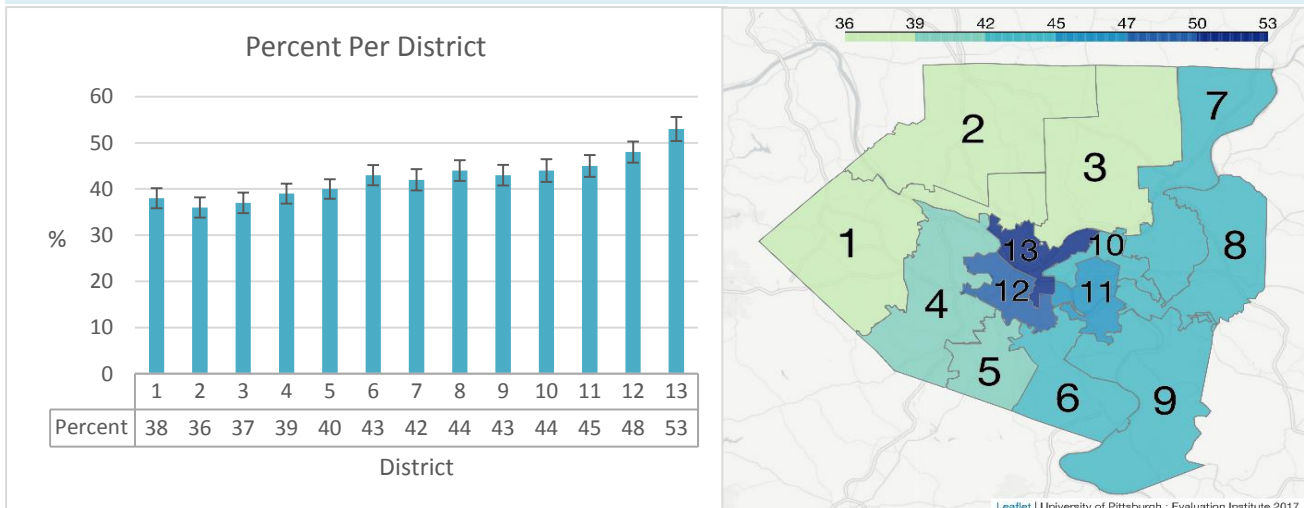 Percent Per District
60
50
40
30
20
10
0
%
1 2 3 4 5 6 7 8 9 10 11 12 13
Percent 38 36 37 39 40 43 42 44 43 44 45 48 53
District
36 39 42 45 47 50 53
7
2
3
1
13 10 8
12 11
4
5
6 9
Leaflet | University of Pittsburgh : Evaluation Institute 2017